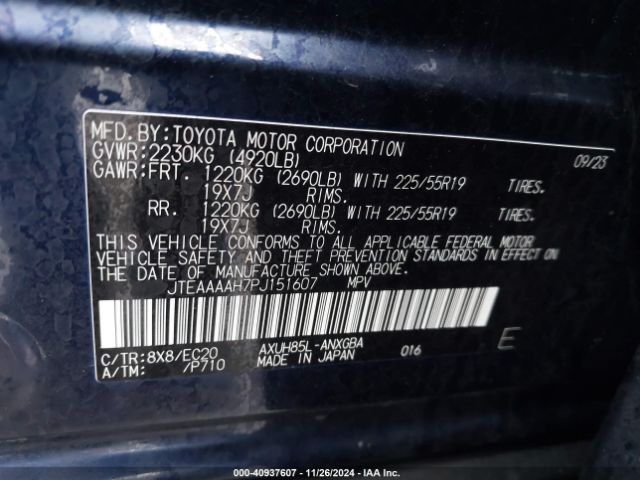 MFD. BY: TOYOTA MOTOR CORPORATION 09/23
GVWR: 2230KG (4920LB)
GAWR: FRT. 1220KG (2690LB) WITH 225/55R19 TIRES.
19X7J RIMS.
RR. 1220KG (2690LB) WITH 225/55R19 TIRES.
19X7J RIMS.
THIS VEHICLE CONFORMS TO ALL APPLICABLE FEDERAL MOTOR
VEHICLE SAFETY AND THEFT PREVENTION STANDARDS IN EFFECT ON
THE DATE OF MANUFACTURE SHOWN ABOVE.
JTEAAAAH7PJ151607 MPV
C/TR: 8X8/EC20 AXUH85L-ANXGBA 016 E
A/TM: /P710 MADE IN JAPAN
000-40937607 - 11/26/2024 - IAA Inc.